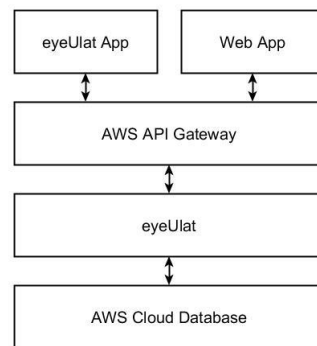 eyeUlat App
Web App
AWS API Gateway
eyeUlat
AWS Cloud Database